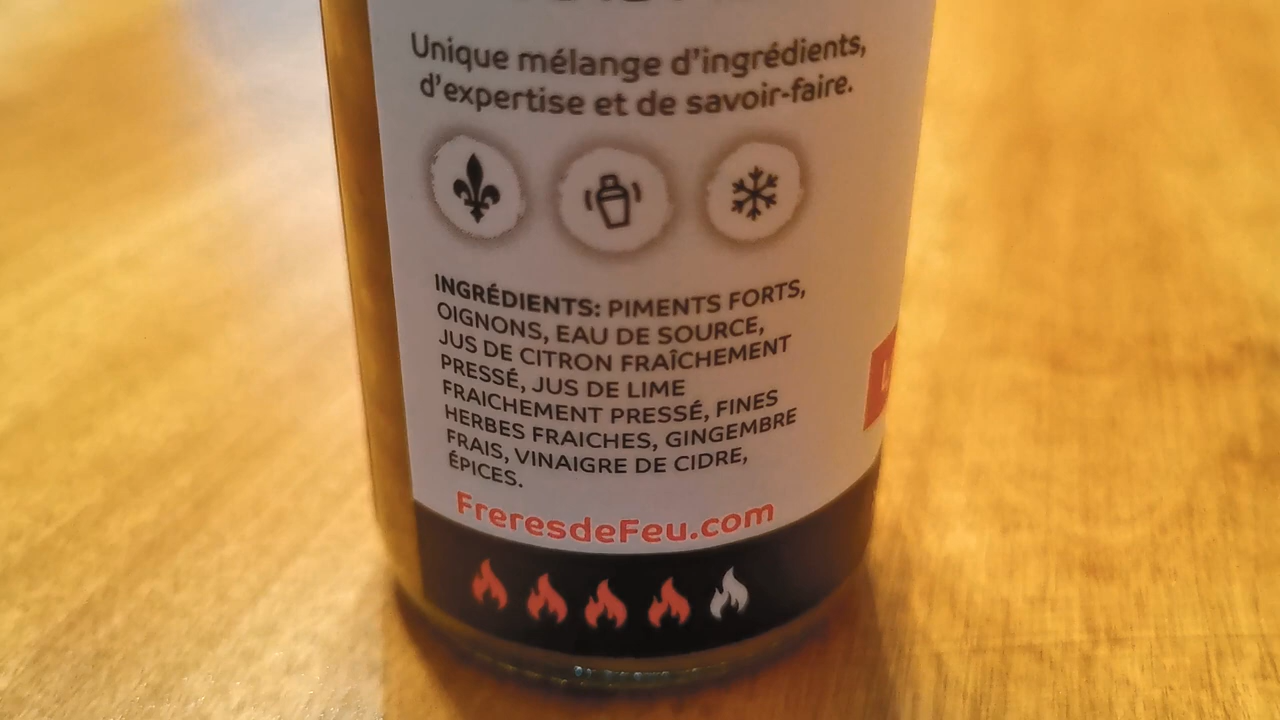 Unique mélange d'ingrédients,
d'expertise et de savoir-faire.
INGRÉDIENTS: PIMENTS FORTS,
OIGNONS, EAU DE SOURCE,
JUS DE CITRON FRAÎCHEMENT
PRESSÉ, JUS DE LIME
FRAICHEMENT PRESSÉ, FINES
HERBES FRAICHES, GINGEMBRE
FRAIS, VINAIGRE DE CIDRE,
ÉPICES.
FreresdeFeu.com